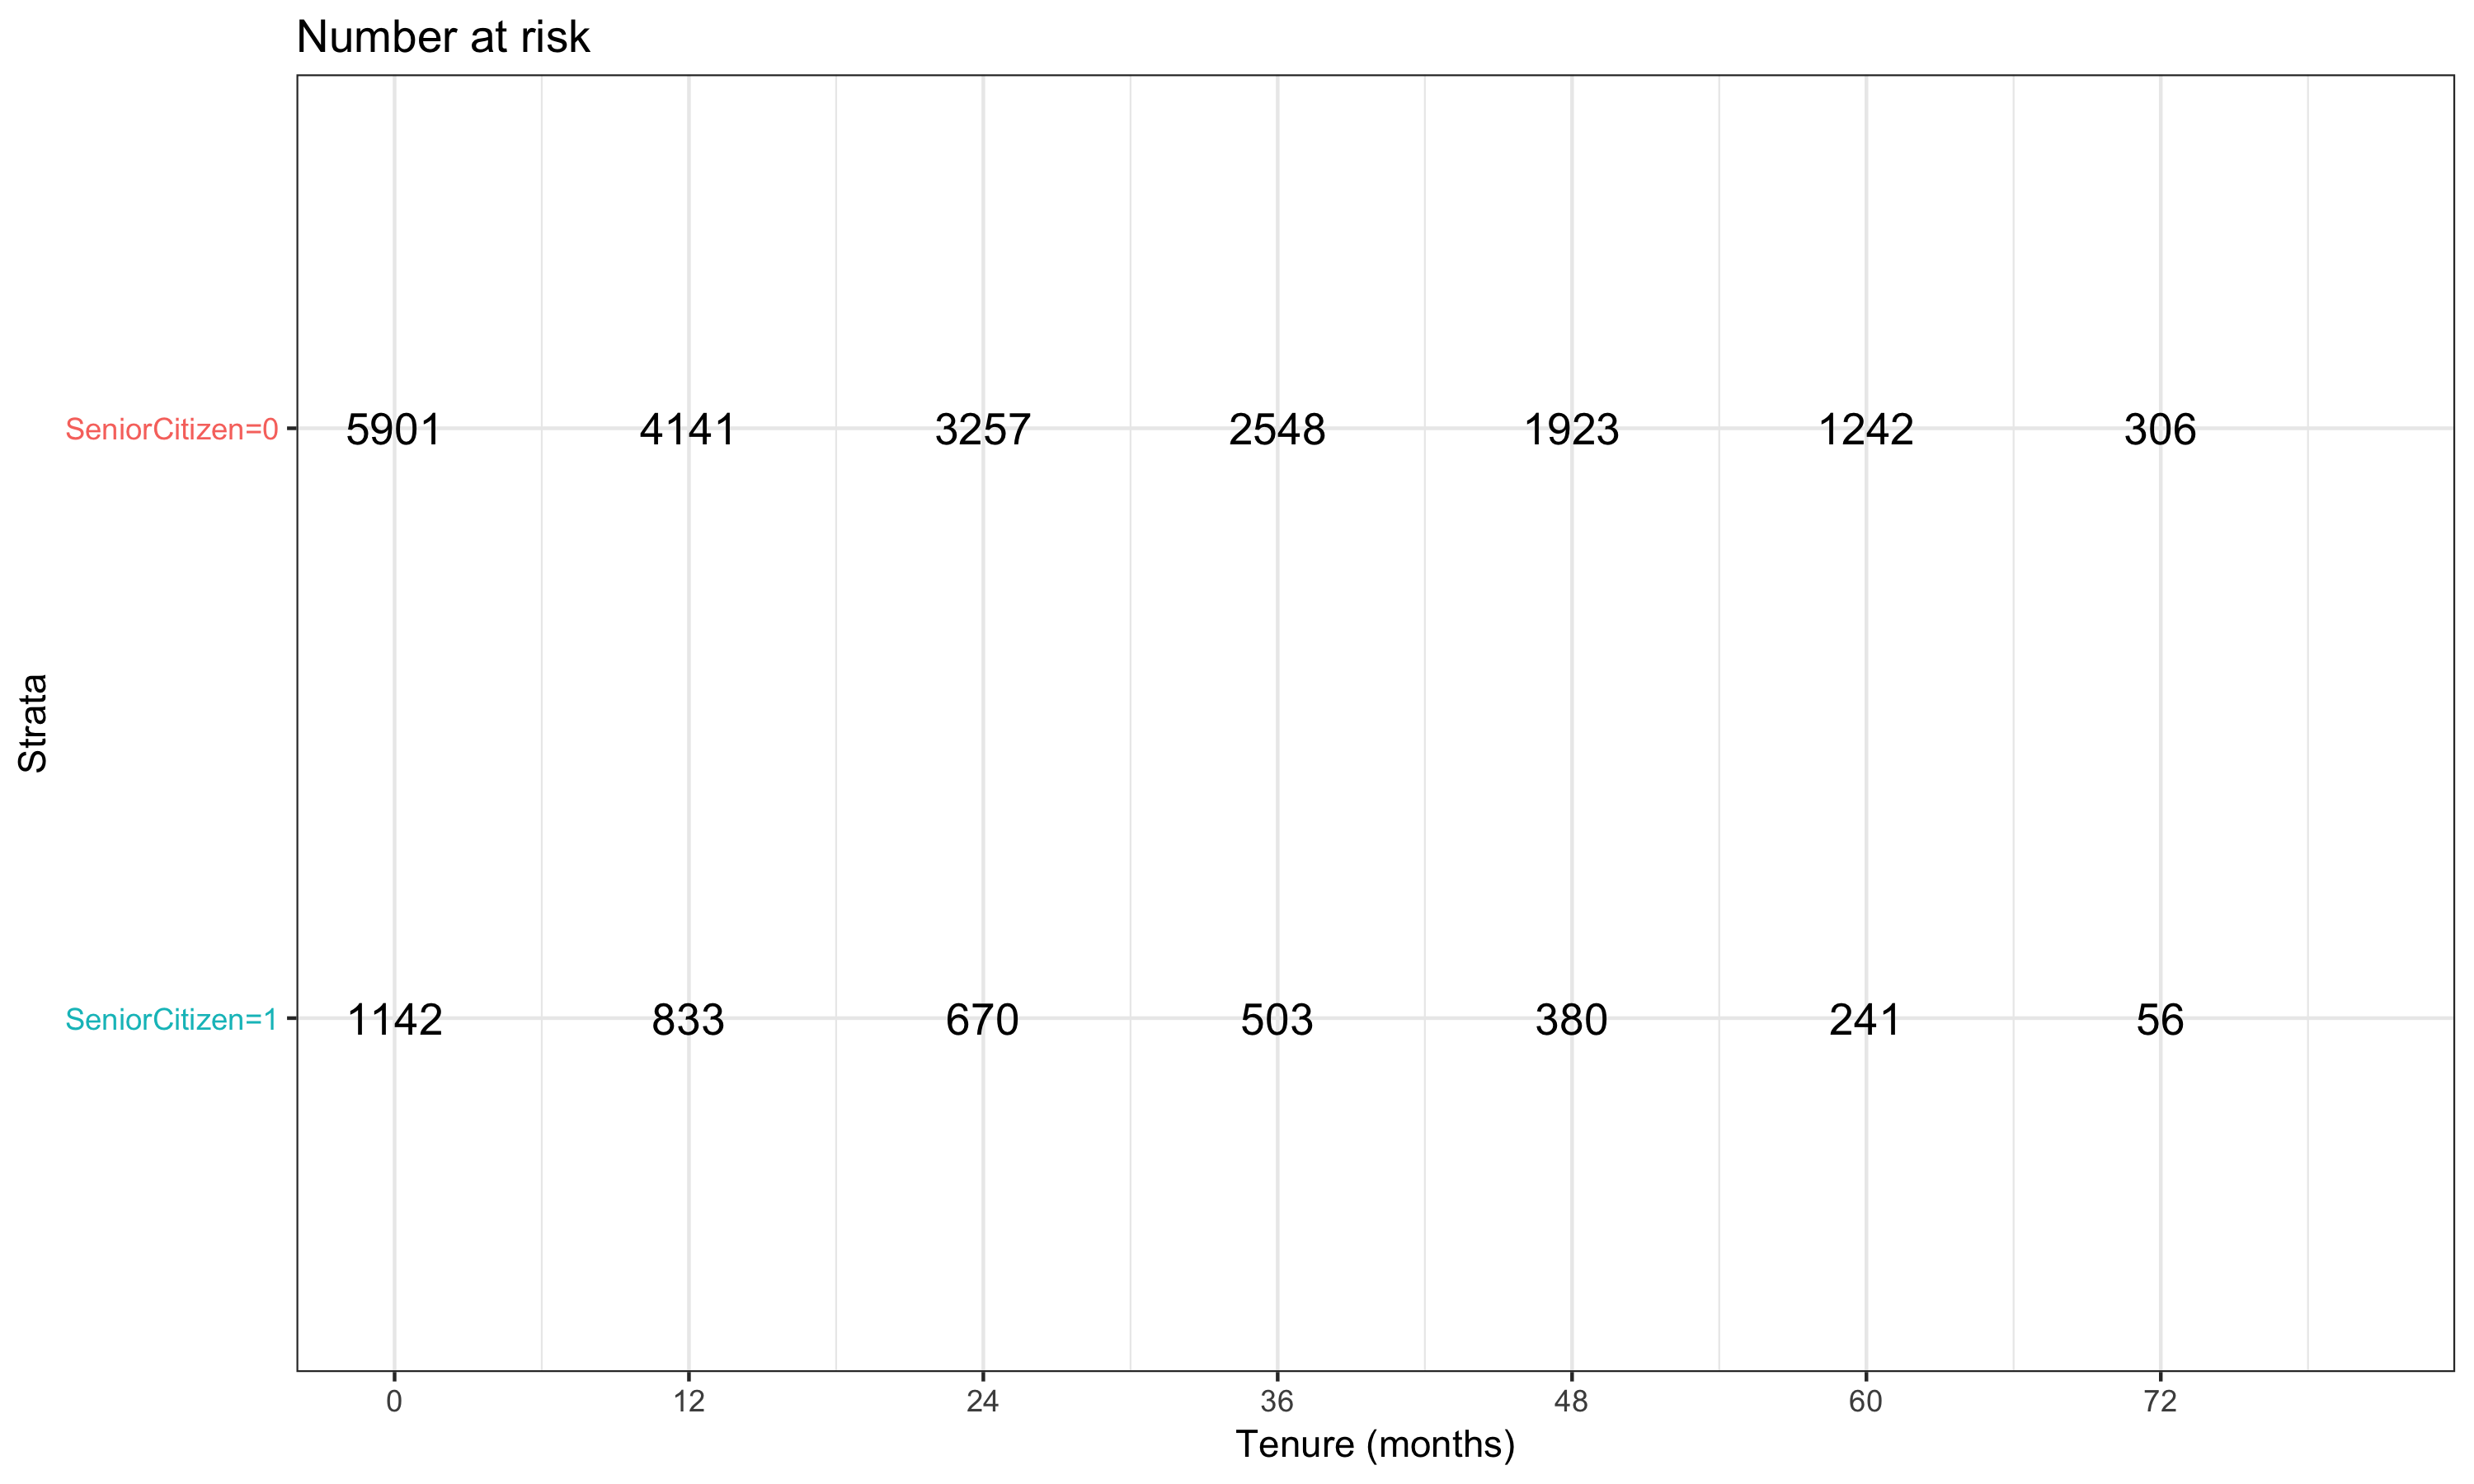 Number at risk
Strata
SeniorCitizen=0 5901 4141 3257 2548 1923 1242 306
SeniorCitizen=1 1142 833 670 503 380 241 56
0 12 24 36 48 60 72
Tenure (months)